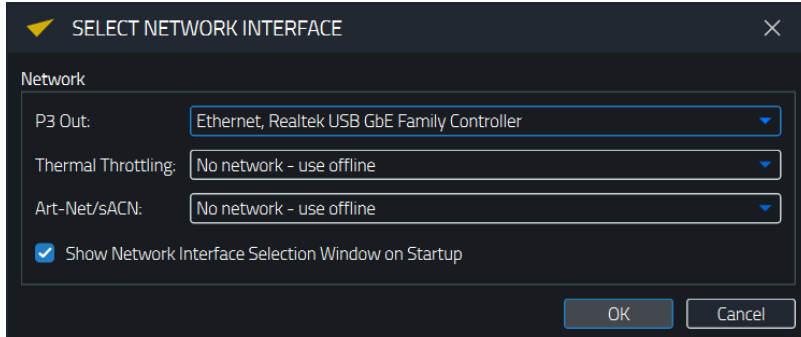 SELECT NETWORK INTERFACE
Network
P3 Out: Ethernet, Realtek USB GbE Family Controller
Thermal Throttling: No network - use offline
Art-Net/sACN: No network - use offline
Show Network Interface Selection Window on Startup
OK Cancel